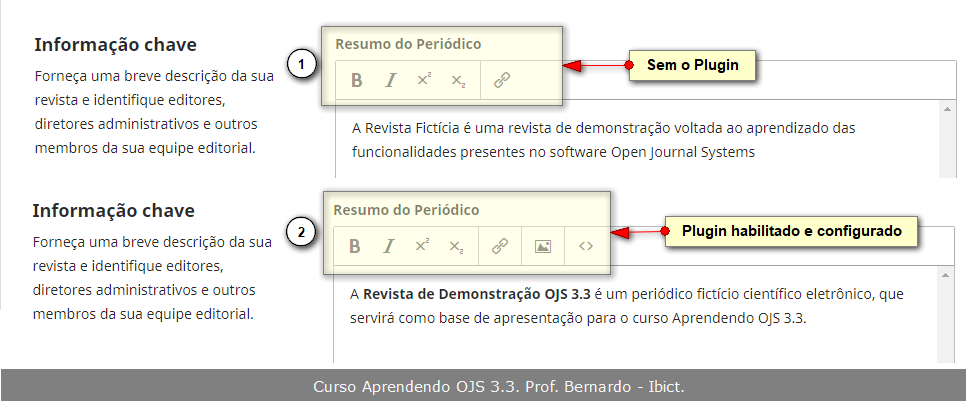 Informação chave
Forneça uma breve descrição da sua
revista e identifique editores,
diretores administrativos e outros
membros da sua equipe editorial.
1
Resumo do Periódico
B I x² x₂
Sem o Plugin
A Revista Fictícia é uma revista de demonstração voltada ao aprendizado das
funcionalidades presentes no software Open Journal Systems
Informação chave
Forneça uma breve descrição da sua
revista e identifique editores,
diretores administrativos e outros
membros da sua equipe editorial.
2
Resumo do Periódico
B I x² x₂ <>
Plugin habilitado e configurado
A Revista de Demonstração OJS 3.3 é um periódico fictício científico eletrônico, que
servirá como base de apresentação para o curso Aprendendo OJS 3.3.
Curso Aprendendo OJS 3.3. Prof. Bernardo - Ibict.